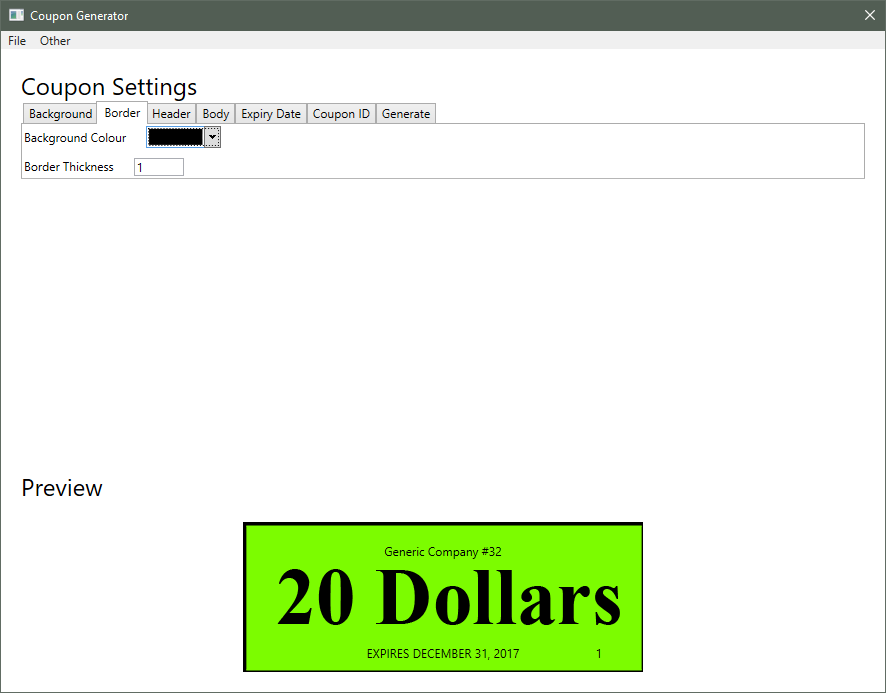 Coupon Generator
File Other
Coupon Settings
Background Border Header Body Expiry Date Coupon ID Generate
Background Colour
Border Thickness 1
Preview
Generic Company #32
20 Dollars
EXPIRES DECEMBER 31, 2017 1